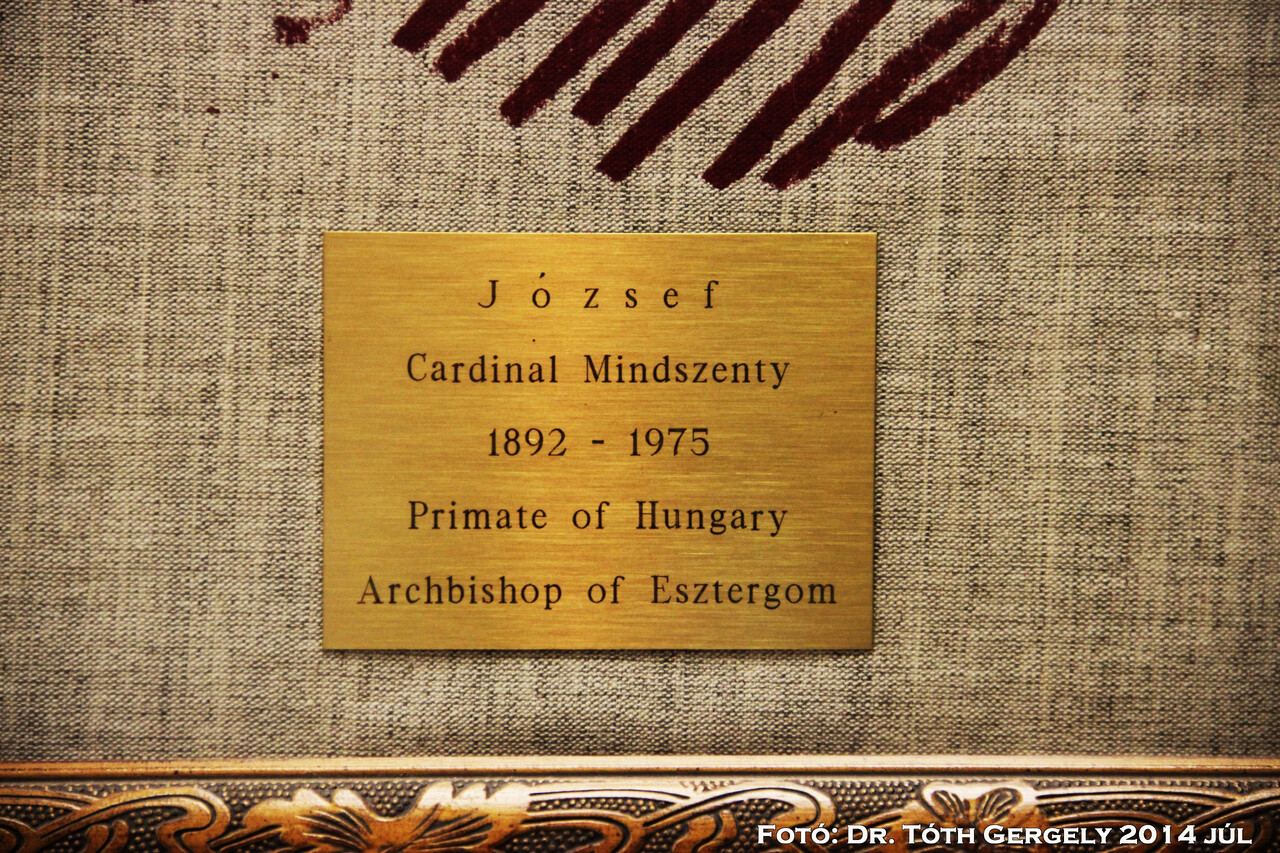 József
Cardinal Mindszenty
1892 - 1975
Primate of Hungary
Archbishop of Esztergom
Fotó: Dr. Tóth Gergely 2014 júl